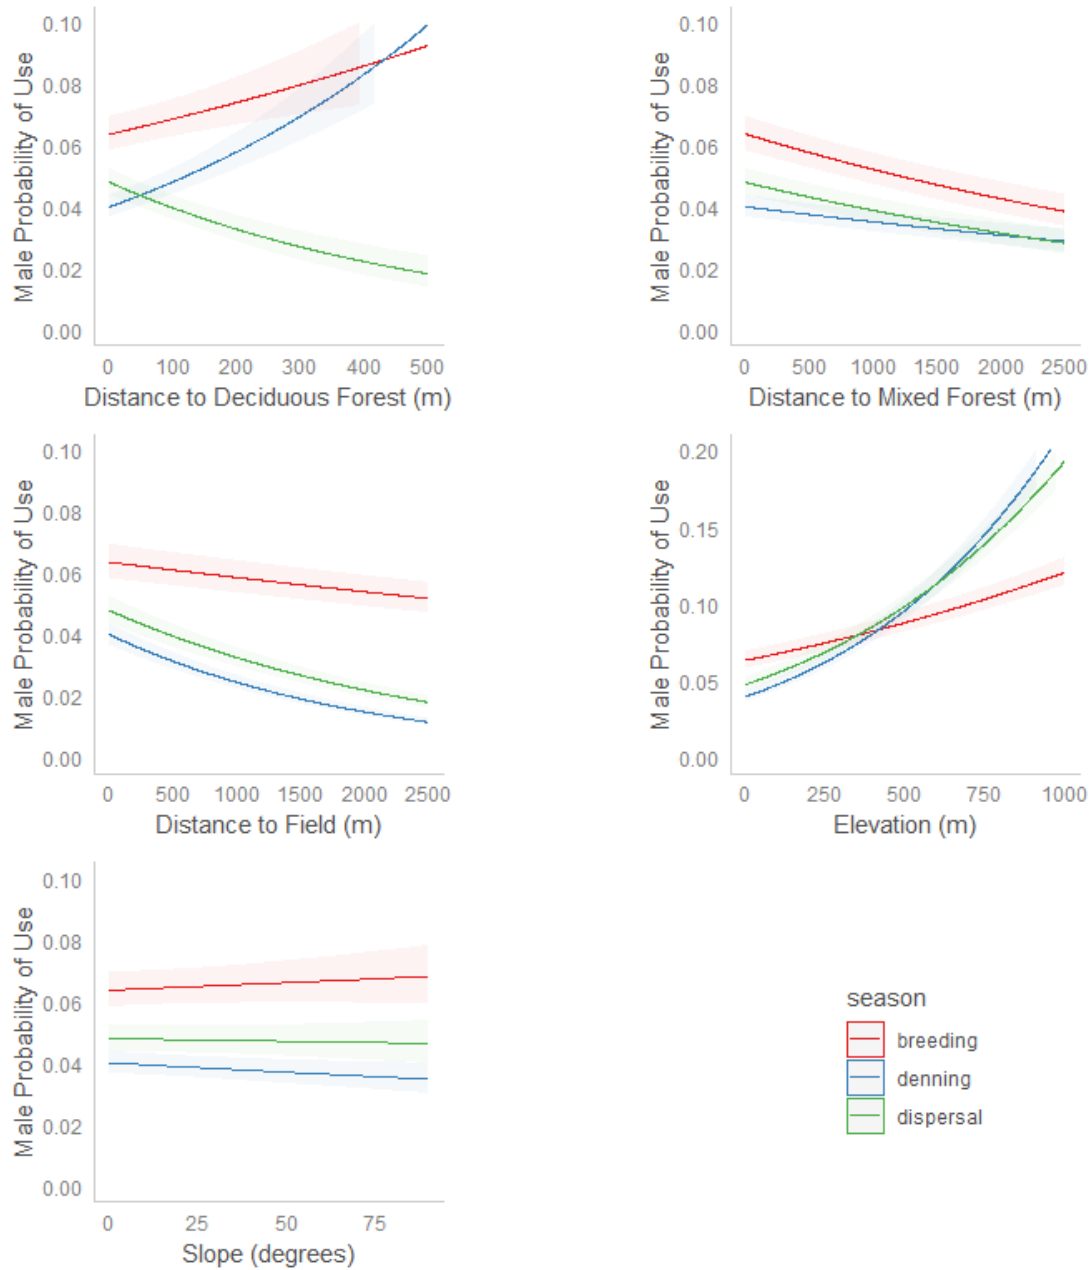 Male Probability of Use
0.10
0.08
0.06
0.04
0.02
0.00
0 100 200 300 400 500
Distance to Deciduous Forest (m)
Male Probability of Use
0.10
0.08
0.06
0.04
0.02
0.00
0 500 1000 1500 2000 2500
Distance to Mixed Forest (m)
Male Probability of Use
0.10
0.08
0.06
0.04
0.02
0.00
0 500 1000 1500 2000 2500
Distance to Field (m)
Male Probability of Use
0.20
0.15
0.10
0.05
0.00
0 250 500 750 1000
Elevation (m)
Male Probability of Use
0.10
0.08
0.06
0.04
0.02
0.00
0 25 50 75
Slope (degrees)
season
breeding
denning
dispersal